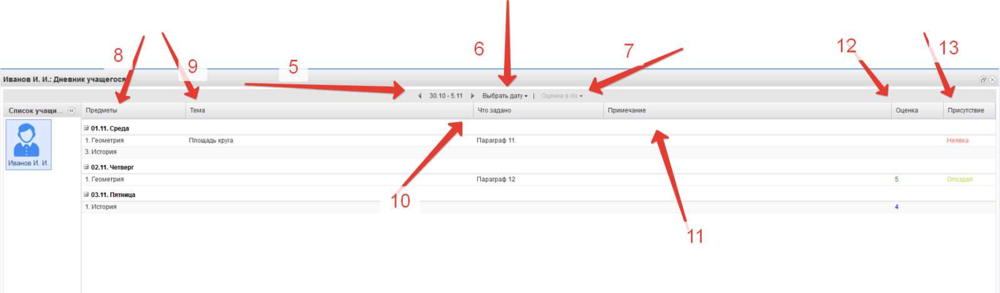 8
9
5
6
7
12
13
Иванов И. И.: Дневник учащегося
30.10 - 5.11 Выбрать дату | Оценки в xls
Список учащи... Предметы Тема Что задано Примечание Оценка Присутствие
01.11. Среда
1. Геометрия Площадь круга Параграф 11. Неявка
3. История
Иванов И. И.
02.11. Четверг
1. Геометрия Параграф 12 5 Опоздал
03.11. Пятница
1. История 4
10
11